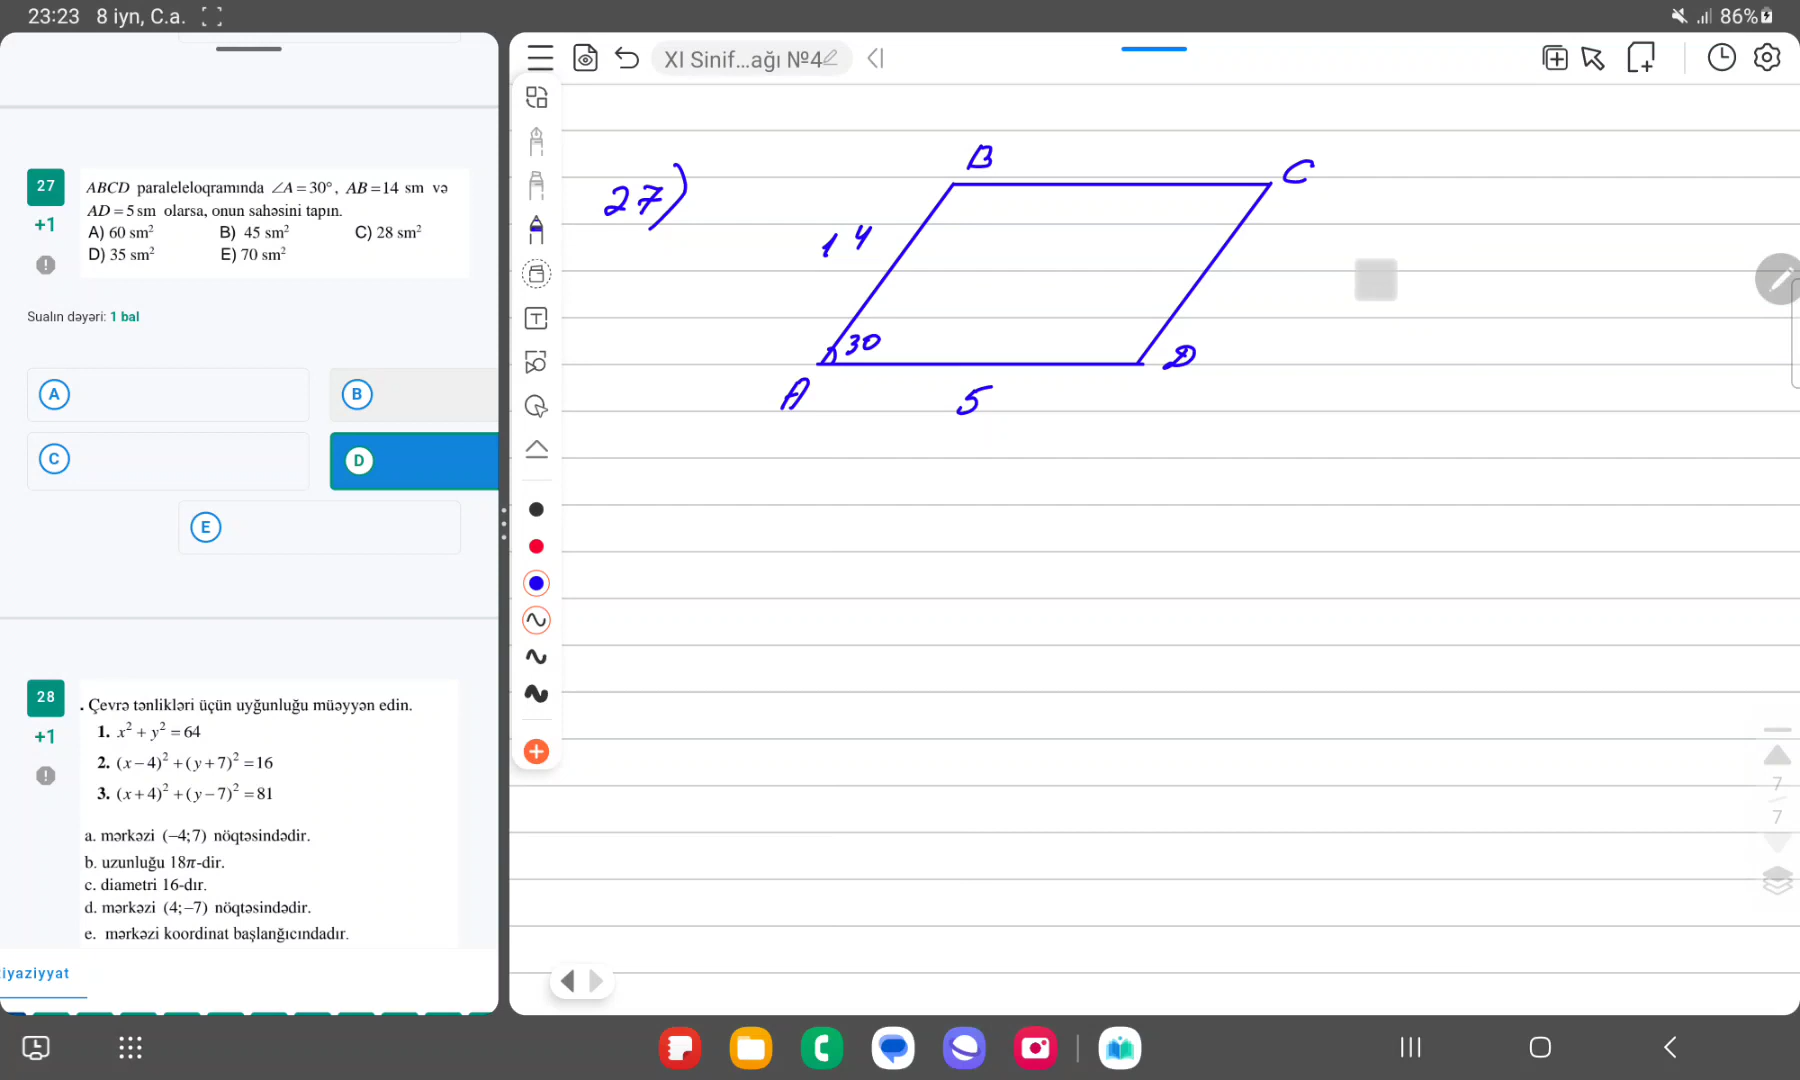 23:23 8 iyn, C.a.
86%
27
+1
ABCD paraleleloqramında ∠A = 30°, AB = 14 sm və
AD = 5 sm olarsa, onun sahəsini tapın.
A) 60 sm² B) 45 sm² C) 28 sm²
D) 35 sm² E) 70 sm²
Sualın dəyəri: 1 bal
A
B
C
D
E
28
+1
. Çevrə tənlikləri üçün uyğunluğu müəyyən edin.
1. x² + y² = 64
2. (x − 4)² + (y + 7)² = 16
3. (x + 4)² + (y − 7)² = 81
a. mərkəzi (−4;7) nöqtəsindədir.
b. uzunluğu 18π-dir.
c. diametri 16-dır.
d. mərkəzi (4;−7) nöqtəsindədir.
e. mərkəzi koordinat başlanğıcındadır.
iyaziyyat
XI Sinif...ağı №4
T
27)
B
C
14
30
A
5
D
7
7